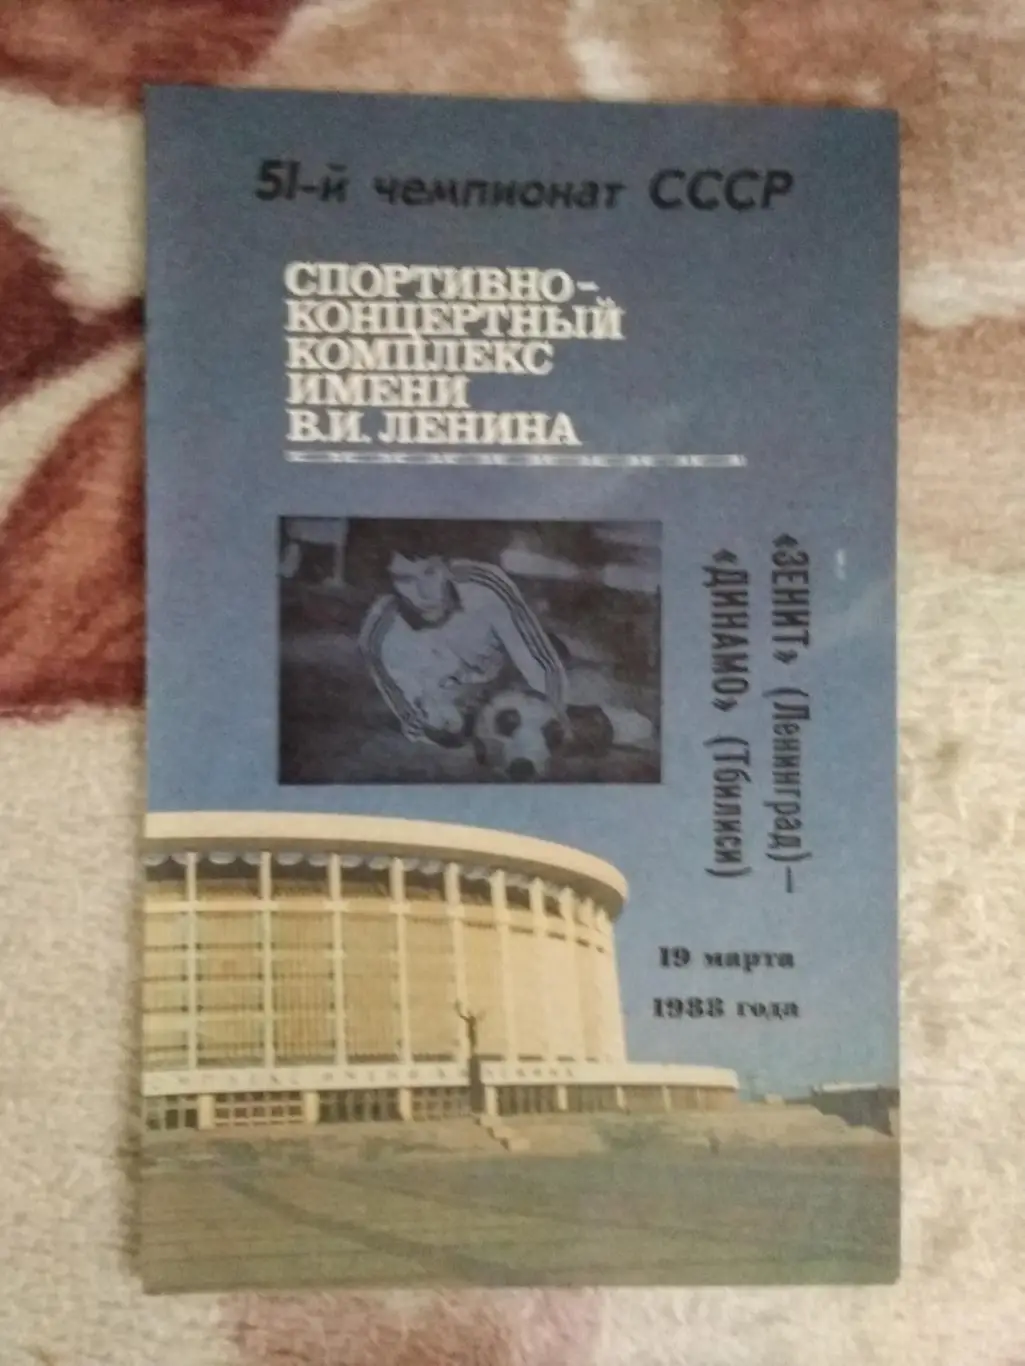 51-й чемпионат СССР
СПОРТИВНО-
КОНЦЕРТНЫЙ
КОМПЛЕКС
ИМЕНИ
В.И. ЛЕНИНА
«ЗЕНИТ» (Ленинград)—
«ДИНАМО» (Тбилиси)
19 марта
1988 года